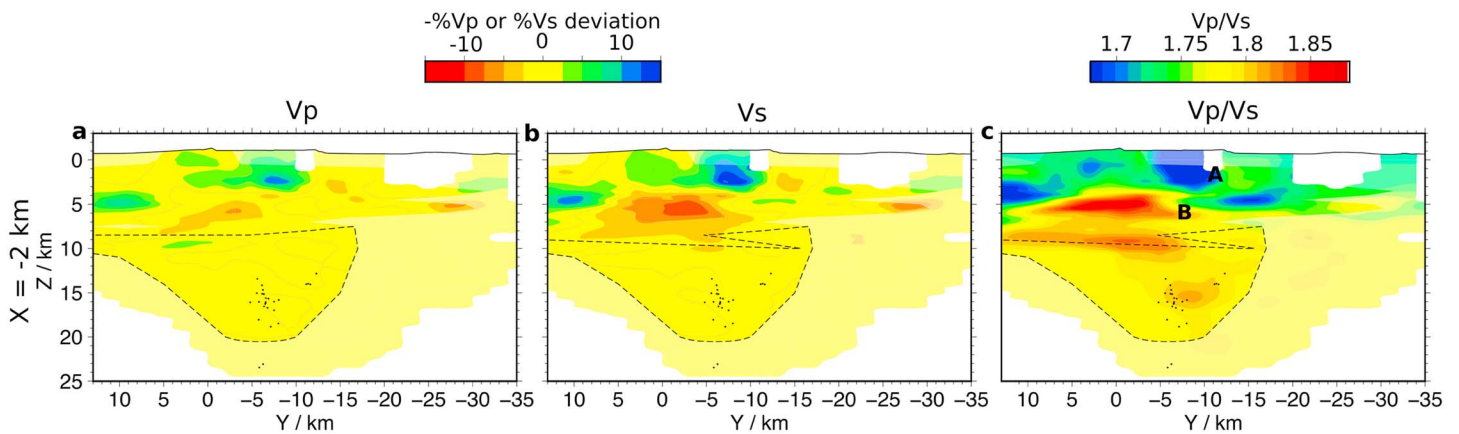 -%Vp or %Vs deviation
-10 0 10
Vp/Vs
1.7 1.75 1.8 1.85
a Vp
b Vs
c Vp/Vs
X = -2 km
Z / km
0
5
10
15
20
25
A
B
10 5 0 −5 −10 −15 −20 −25 −30 −35
Y / km
10 5 0 −5 −10 −15 −20 −25 −30 −35
Y / km
10 5 0 −5 −10 −15 −20 −25 −30 −35
Y / km